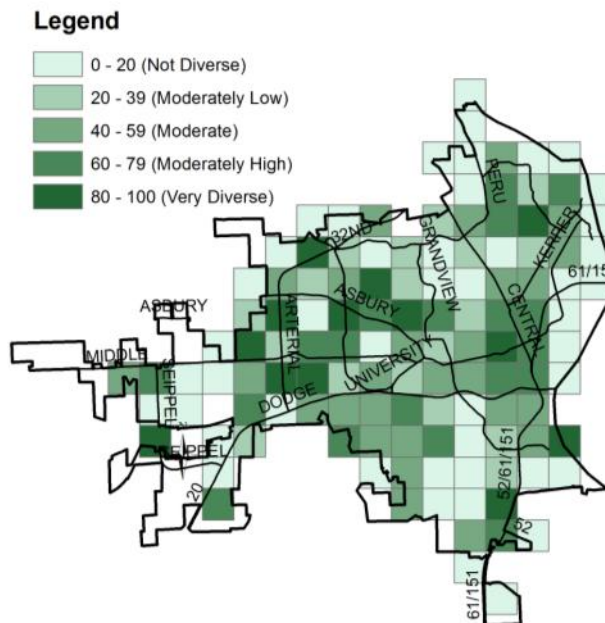 Legend
0 - 20 (Not Diverse)
20 - 39 (Moderately Low)
40 - 59 (Moderate)
60 - 79 (Moderately High)
80 - 100 (Very Diverse)
PERU
32ND
GRANDVIEW
KERPER
61/15
ASBURY
ASBURY
CENTRAL
ARTERIAL
MIDDLE
SEIPPEL
UNIVERSITY
DODGE
SEIPPEL
20
52/61/151
52
61/151